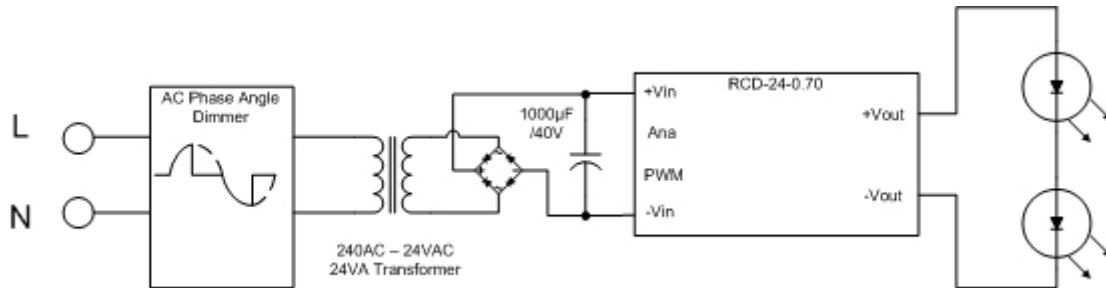 L
N
AC Phase Angle
Dimmer
240AC – 24VAC
24VA Transformer
1000µF
/40V
RCD-24-0.70
+Vin
Ana
PWM
-Vin
+Vout
-Vout